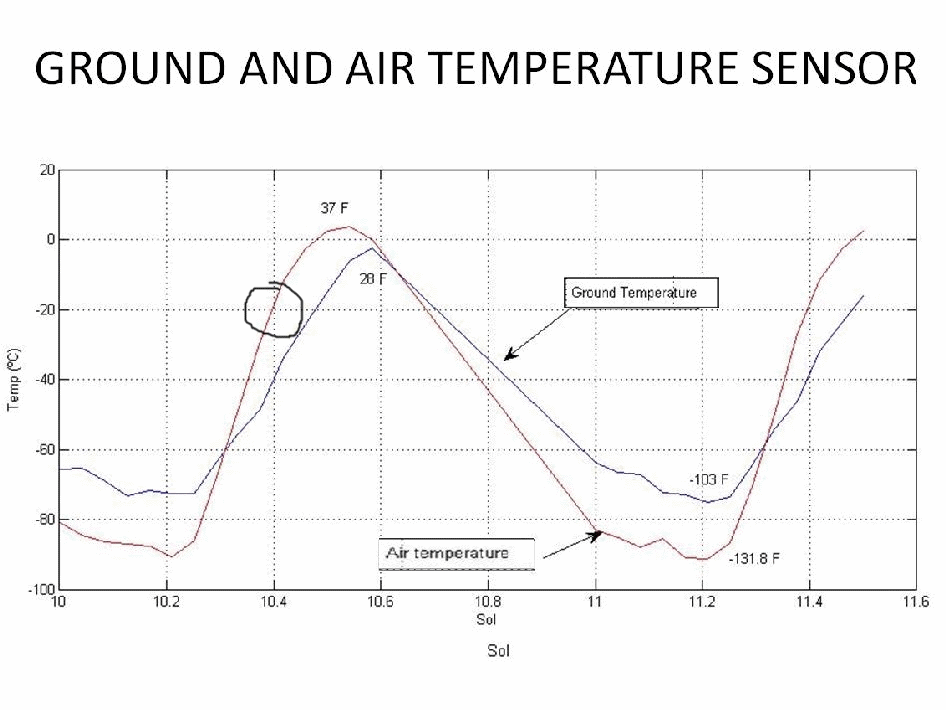 GROUND AND AIR TEMPERATURE SENSOR
20
37 F
0
28 F
Ground Temperature
-20
Temp (ºC)
-40
-60
-103 F
-80
Air temperature
-131.8 F
-100
10 10.2 10.4 10.6 10.8 11 11.2 11.4 11.6
Sol
Sol